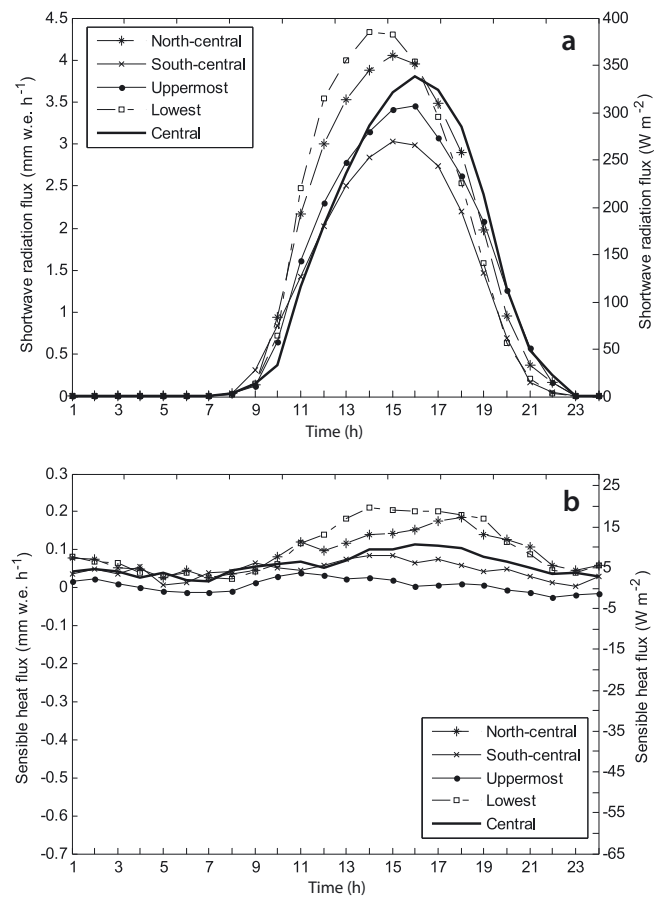 a
North-central
South-central
Uppermost
Lowest
Central
Shortwave radiation flux (mm w.e. h⁻¹)
4.5
4
3.5
3
2.5
2
1.5
1
0.5
0
400
350
300
250
200
150
100
50
0
Shortwave radiation flux (W m⁻²)
1 3 5 7 9 11 13 15 17 19 21 23
Time (h)
b
Sensible heat flux (mm w.e. h⁻¹)
0.3
0.2
0.1
0
-0.1
-0.2
-0.3
-0.4
-0.5
-0.6
-0.7
25
15
5
-5
-15
-25
-35
-45
-55
-65
Sensible heat flux (W m⁻²)
North-central
South-central
Uppermost
Lowest
Central
1 3 5 7 9 11 13 15 17 19 21 23
Time (h)